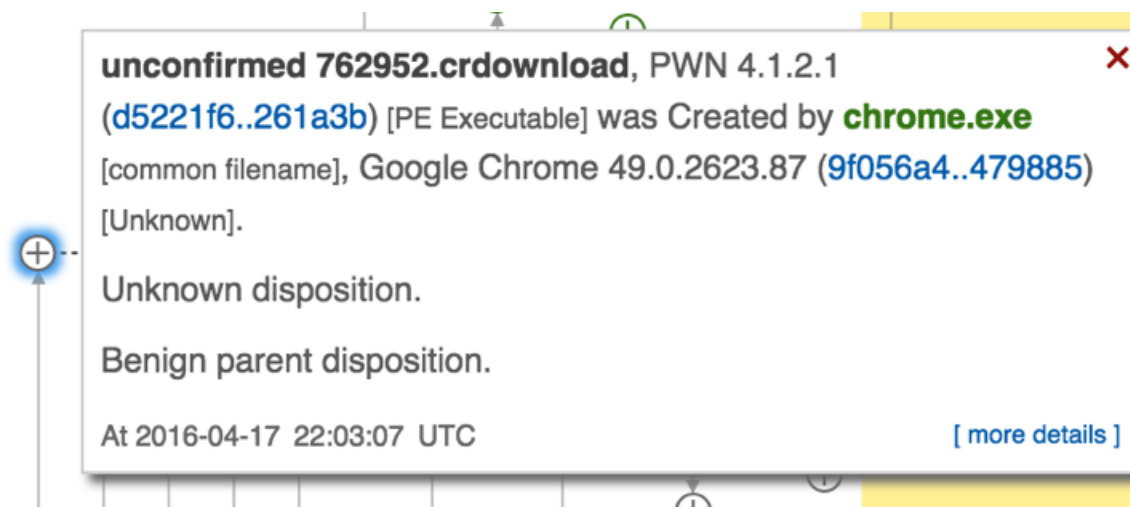 unconfirmed 762952.crdownload, PWN 4.1.2.1
(d5221f6..261a3b) [PE Executable] was Created by chrome.exe
[common filename], Google Chrome 49.0.2623.87 (9f056a4..479885)
[Unknown].
Unknown disposition.
Benign parent disposition.
At 2016-04-17 22:03:07 UTC
[ more details ]